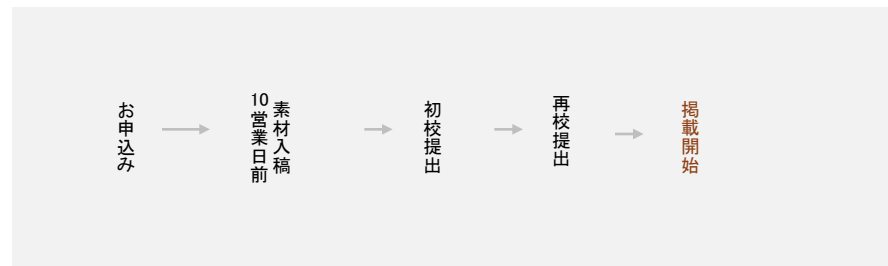 お申込み
素材入稿
10営業日前
初校提出
再校提出
掲載開始